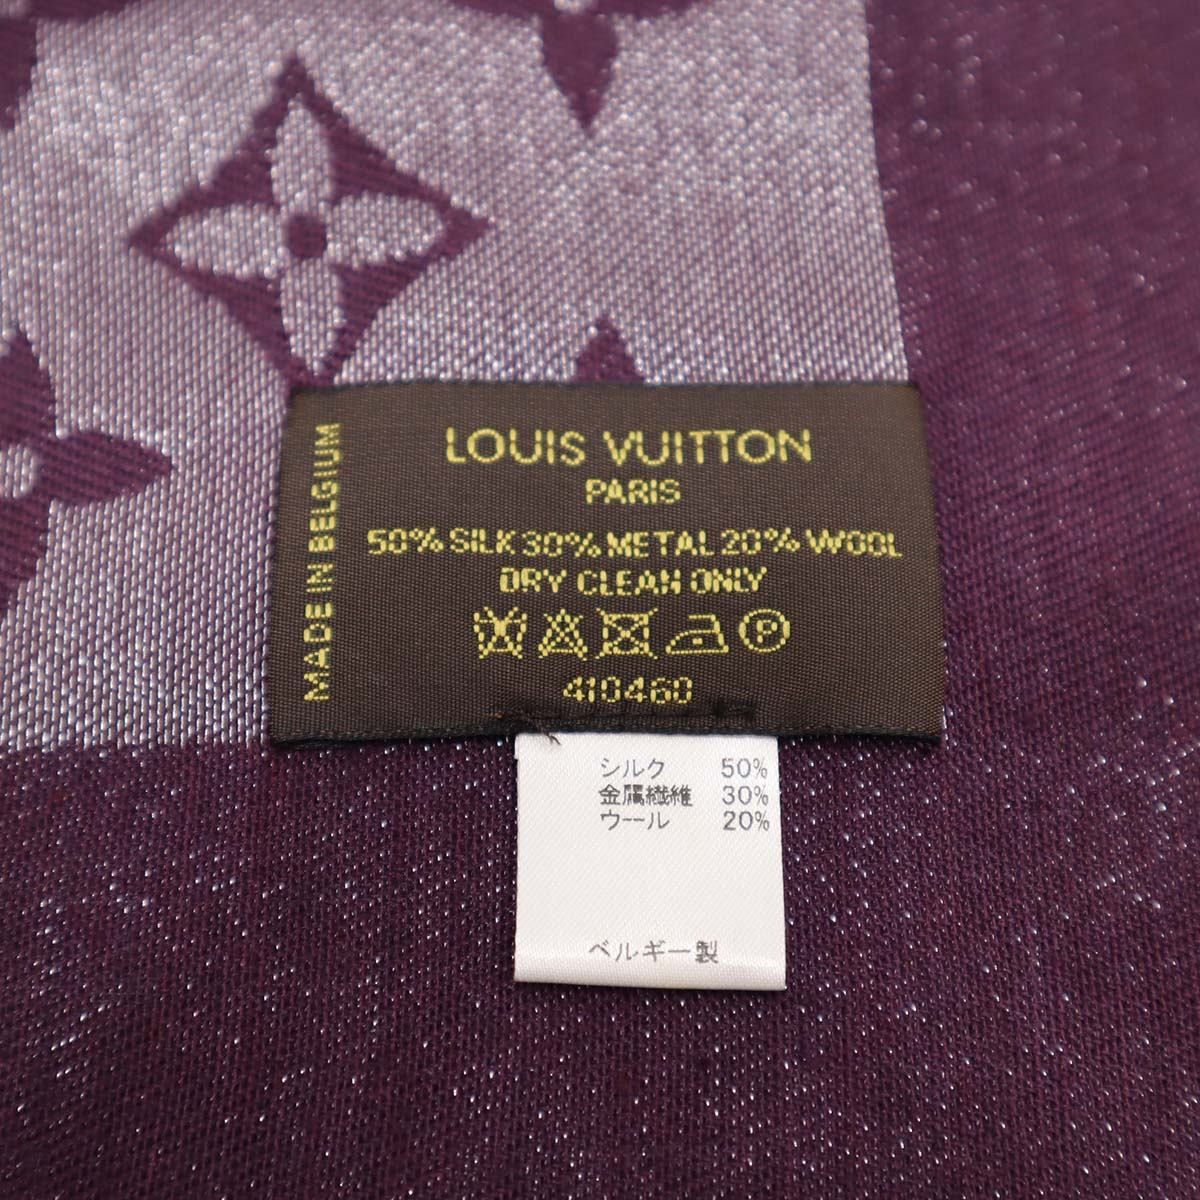 LOUIS VUITTON
PARIS
50% SILK 30% METAL 20% WOOL
DRY CLEAN ONLY
P
410460
MADE IN BELGIUM
シルク 50%
金属繊維 30%
ウール 20%
ベルギー製